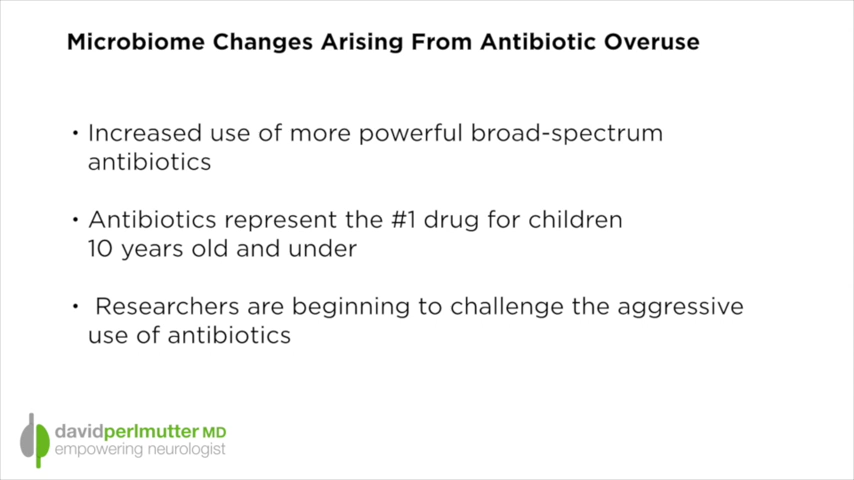 Microbiome Changes Arising From Antibiotic Overuse
• Increased use of more powerful broad-spectrum
antibiotics
• Antibiotics represent the #1 drug for children
10 years old and under
• Researchers are beginning to challenge the aggressive
use of antibiotics
davidperlmutter MD
empowering neurologist